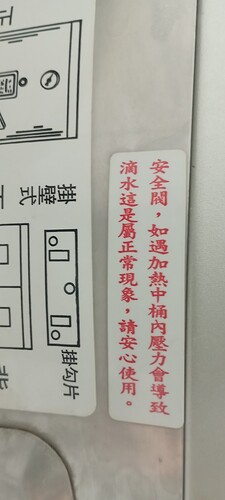 安全閥，如遇加熱中桶內壓力會導致
滴水這是屬正常現象，請安心使用。
掛壁式
掛勾片